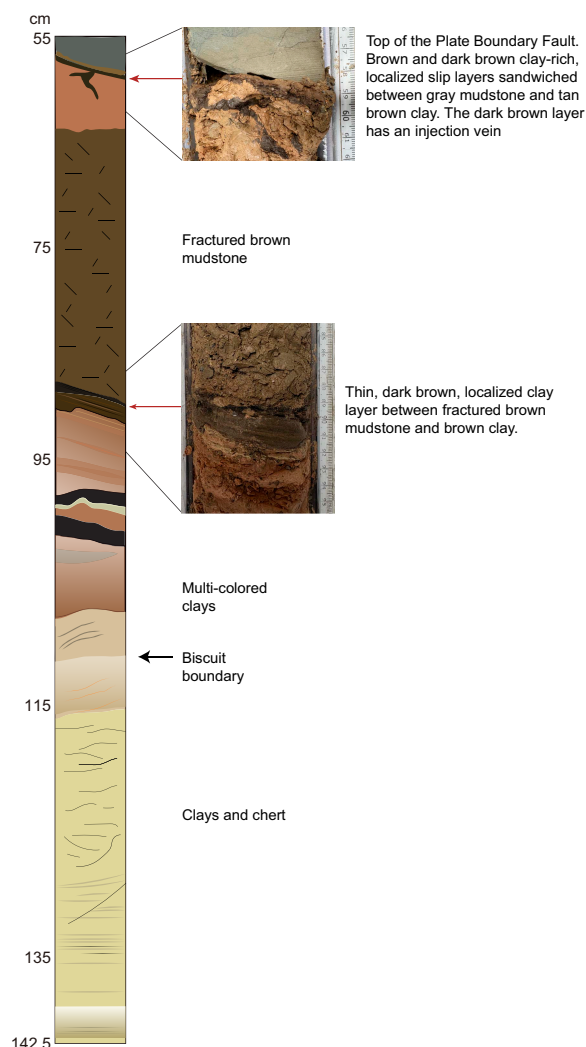 cm
55
Top of the Plate Boundary Fault.
Brown and dark brown clay-rich,
localized slip layers sandwiched
between gray mudstone and tan
brown clay. The dark brown layer
has an injection vein
Fractured brown
mudstone
75
Thin, dark brown, localized clay
layer between fractured brown
mudstone and brown clay.
95
Multi-colored
clays
Biscuit
boundary
115
Clays and chert
135
142.5